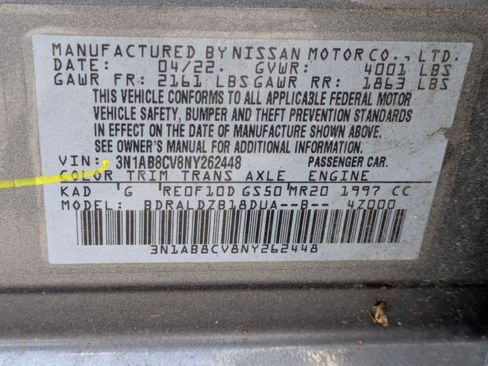 MANUFACTURED BY NISSAN MOTOR CO., LTD.
DATE: 04/22. GVWR: 4001 LBS
GAWR FR: 2161 LBS GAWR RR: 1863 LBS
THIS VEHICLE CONFORMS TO ALL APPLICABLE FEDERAL MOTOR
VEHICLE SAFETY, BUMPER AND THEFT PREVENTION STANDARDS
IN EFFECT ON THE DATE OF MANUFACTURE SHOWN ABOVE.
SEE OWNER'S MANUAL FOR ADDITIONAL INFORMATION.
VIN: 3N1AB8CV8NY262448 PASSENGER CAR.
COLOR TRIM TRANS AXLE ENGINE
KAD 'G RE0F10D GS50 MR20 1997 CC
MODEL: BDRALDZB18DUA--B-- 4Z000
3N1AB8CV8NY262448